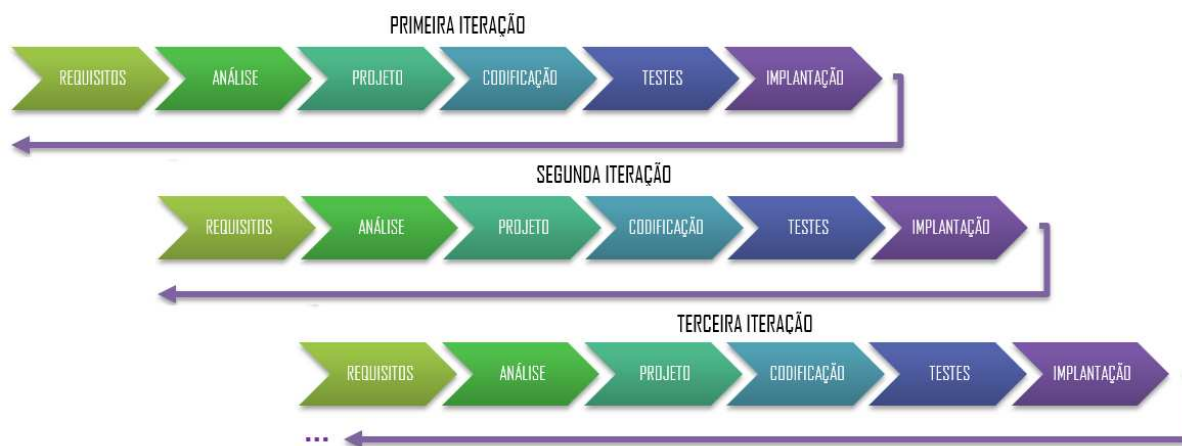 PRIMEIRA ITERAÇÃO
REQUISITOS ANÁLISE PROJETO CODIFICAÇÃO TESTES IMPLANTAÇÃO
SEGUNDA ITERAÇÃO
REQUISITOS ANÁLISE PROJETO CODIFICAÇÃO TESTES IMPLANTAÇÃO
TERCEIRA ITERAÇÃO
REQUISITOS ANÁLISE PROJETO CODIFICAÇÃO TESTES IMPLANTAÇÃO
...